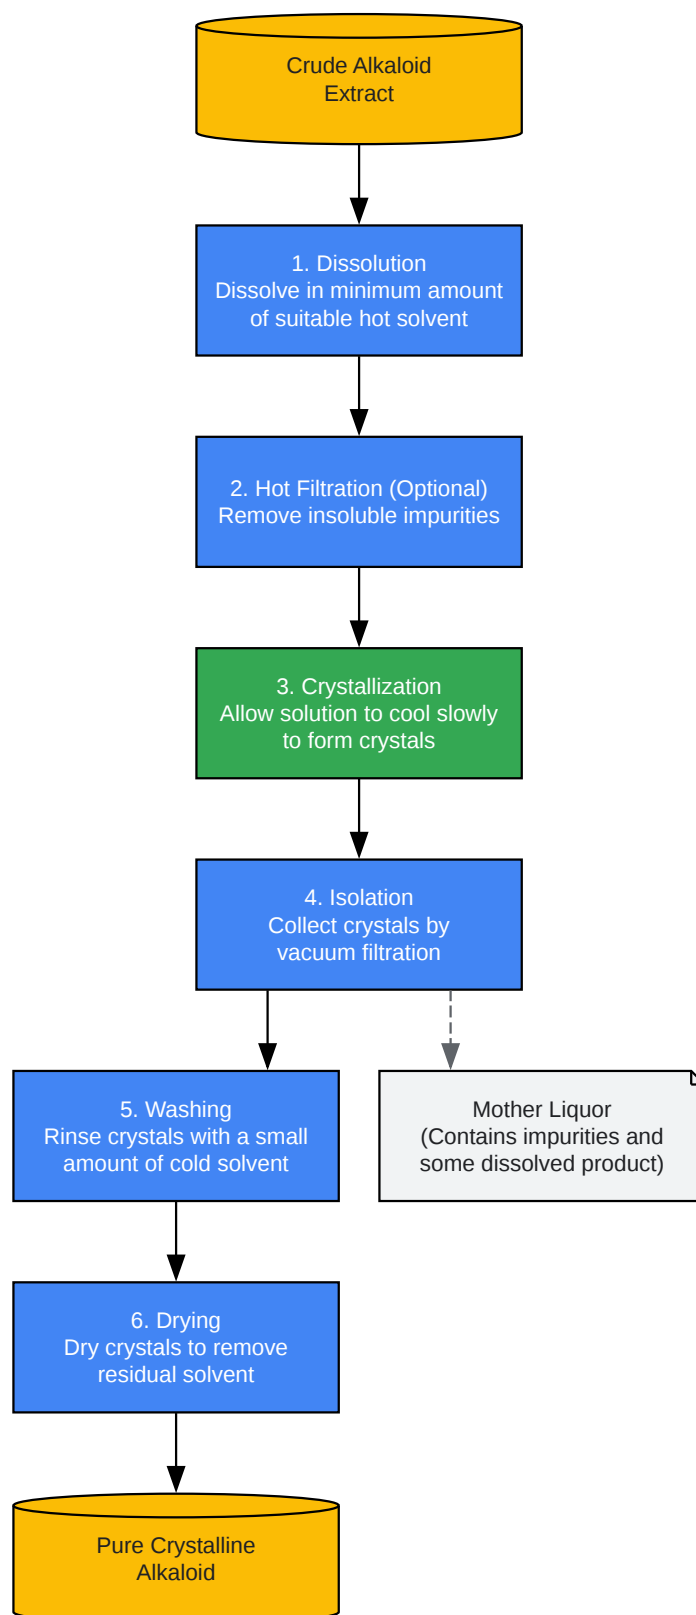 Crude Alkaloid
Extract
1. Dissolution
Dissolve in minimum amount
of suitable hot solvent
2. Hot Filtration (Optional)
Remove insoluble impurities
3. Crystallization
Allow solution to cool slowly
to form crystals
4. Isolation
Collect crystals by
vacuum filtration
5. Washing
Rinse crystals with a small
amount of cold solvent
Mother Liquor
(Contains impurities and
some dissolved product)
6. Drying
Dry crystals to remove
residual solvent
Pure Crystalline
Alkaloid